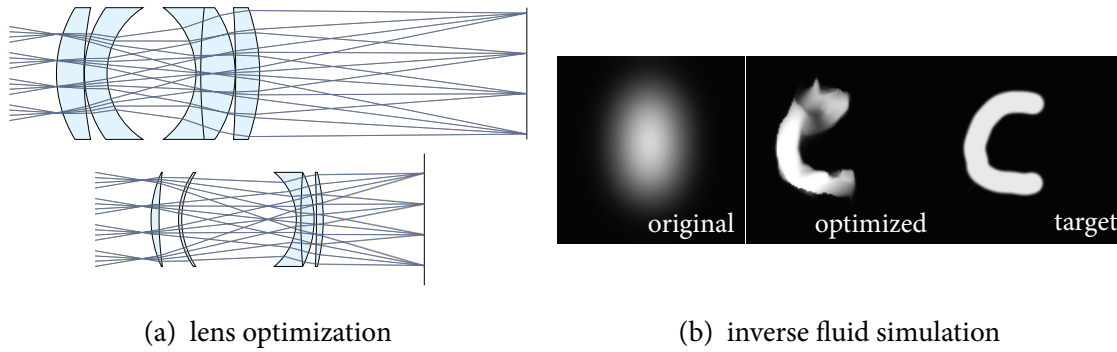 original optimized target
(a) lens optimization (b) inverse fluid simulation